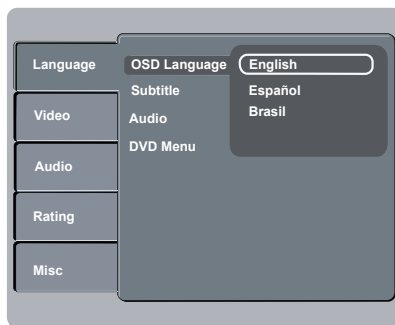 Language
Video
Audio
Rating
Misc
OSD Language
Subtitle
Audio
DVD Menu
English
Español
Brasil